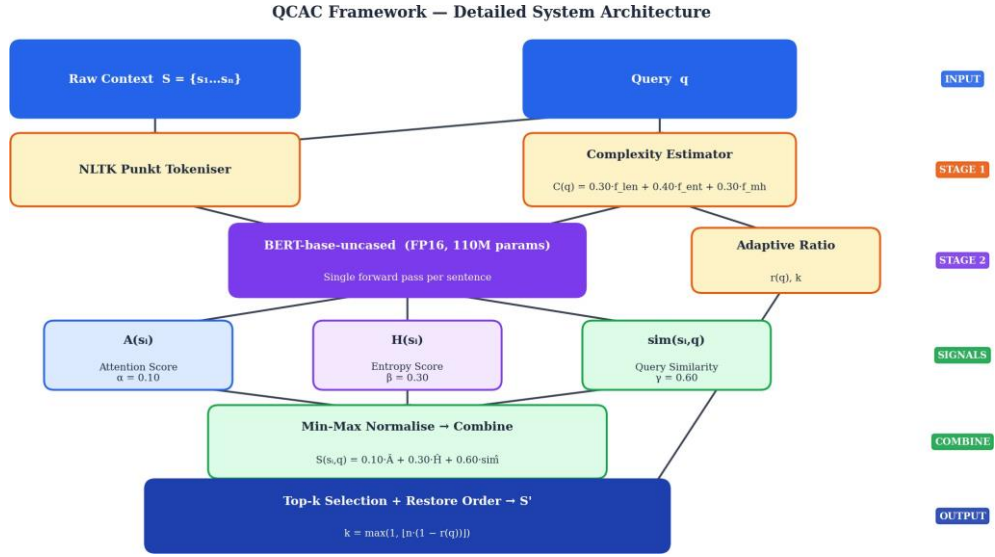 QCAC Framework — Detailed System Architecture
Raw Context S = {s₁...sₙ}
Query q
INPUT
NLTK Punkt Tokeniser
Complexity Estimator
C(q) = 0.30·f_len + 0.40·f_ent + 0.30·f_mh
STAGE 1
BERT-base-uncased (FP16, 110M params)
Single forward pass per sentence
Adaptive Ratio
r(q), k
STAGE 2
A(sᵢ)
Attention Score
α = 0.10
H(sᵢ)
Entropy Score
β = 0.30
sim(sᵢ,q)
Query Similarity
γ = 0.60
SIGNALS
Min-Max Normalise → Combine
S(sᵢ,q) = 0.10·Â + 0.30·Ĥ + 0.60·sim̂
COMBINE
Top-k Selection + Restore Order → S'
k = max(1, ⌈n·(1 − r(q))⌉)
OUTPUT